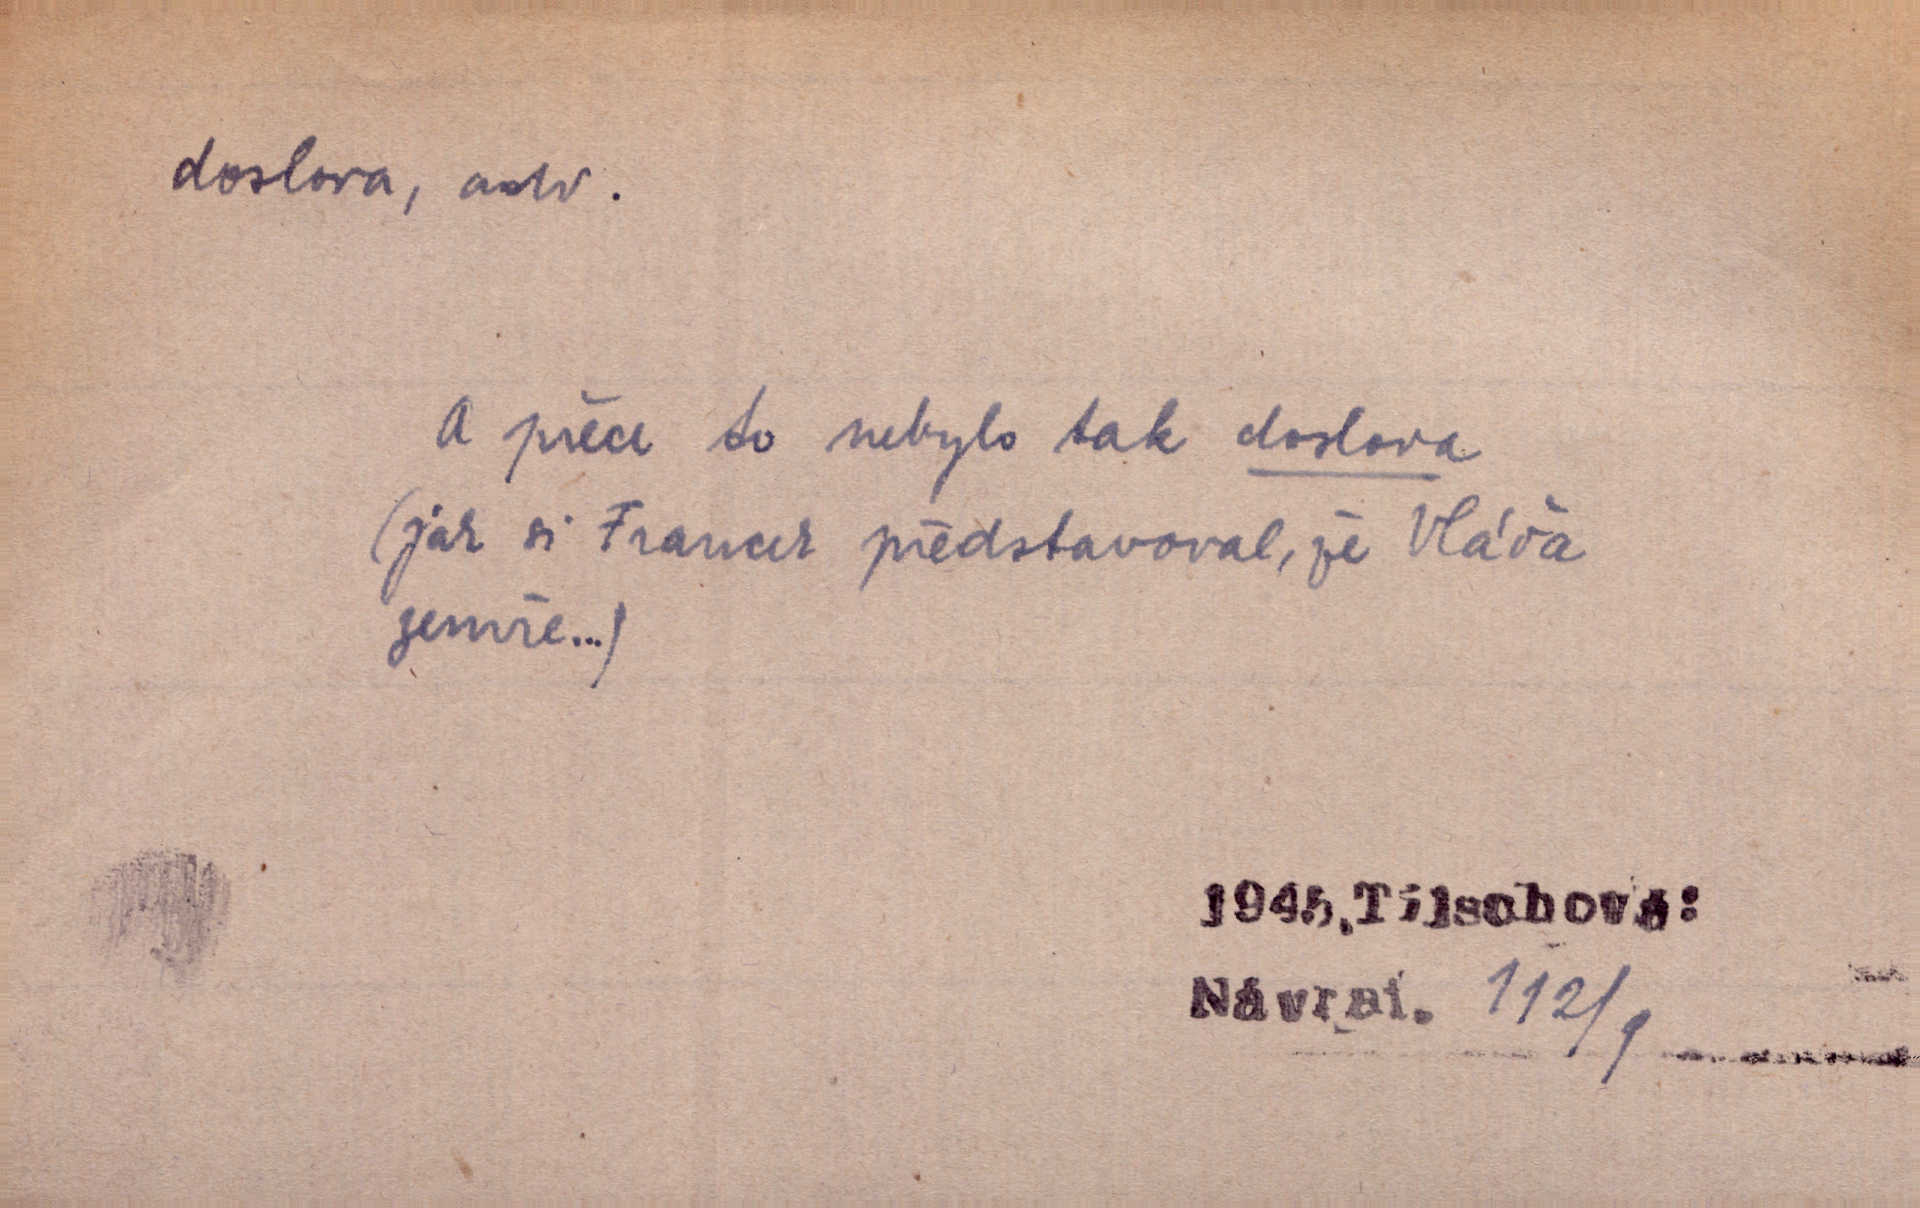 doslova, adv.
A přece to nebylo tak doslova
(jak si Francek představoval, že Vláďa
zemře...)
1945, Tilschová:
Návrat. 112/9